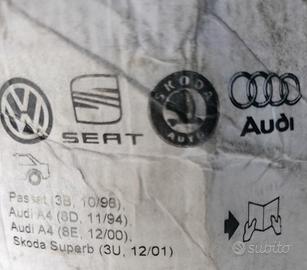 SEAT
SKODA
AUTO
Audi
Passat (3B, 10/96),
Audi A4 (8D, 11/94),
Audi A4 (8E, 12/00),
Skoda Superb (3U, 12/01)
subito